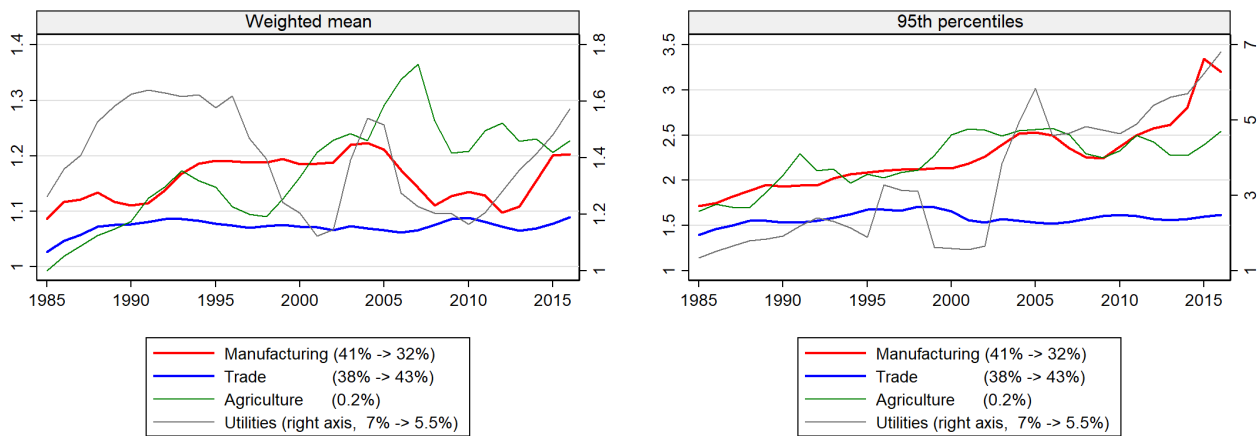 Weighted mean
1.4
1.3
1.2
1.1
1
1.8
1.6
1.4
1.2
1
1985 1990 1995 2000 2005 2010 2015
Manufacturing (41% -> 32%)
Trade (38% -> 43%)
Agriculture (0.2%)
Utilities (right axis, 7% -> 5.5%)
95th percentiles
3.5
3
2.5
2
1.5
1
7
5
3
1
1985 1990 1995 2000 2005 2010 2015
Manufacturing (41% -> 32%)
Trade (38% -> 43%)
Agriculture (0.2%)
Utilities (right axis, 7% -> 5.5%)